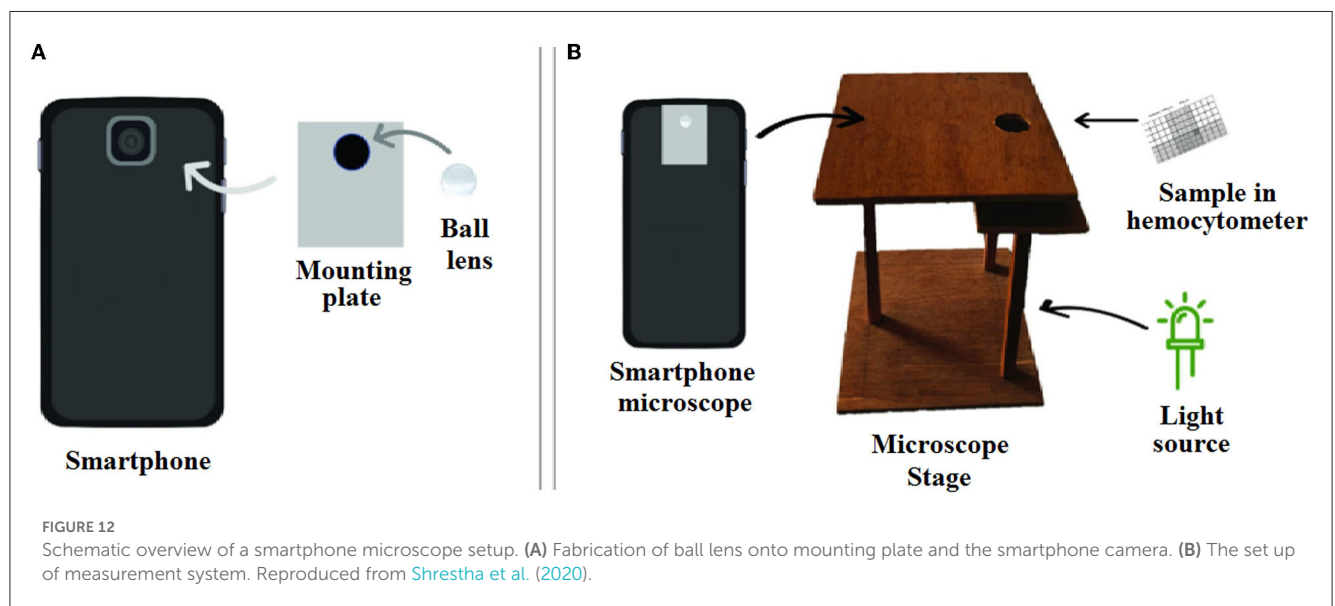 A
Ball
lens
Mounting
plate
Smartphone
B
Sample in
hemocytometer
Smartphone
microscope
Microscope
Stage
Light
source
FIGURE 12
Schematic overview of a smartphone microscope setup. (A) Fabrication of ball lens onto mounting plate and the smartphone camera. (B) The set up
of measurement system. Reproduced from Shrestha et al. (2020).